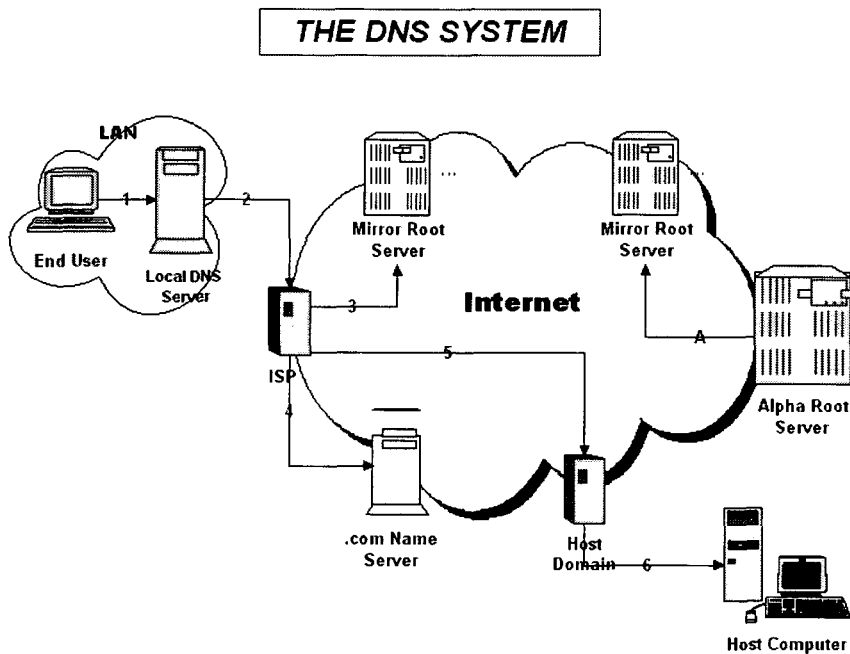 THE DNS SYSTEM
LAN
1
2
End User
Local DNS
Server
...
Mirror Root
Server
...
Mirror Root
Server
Internet
3
A
5
ISP
4
Alpha Root
Server
.com Name
Server
Host
Domain
6
Host Computer